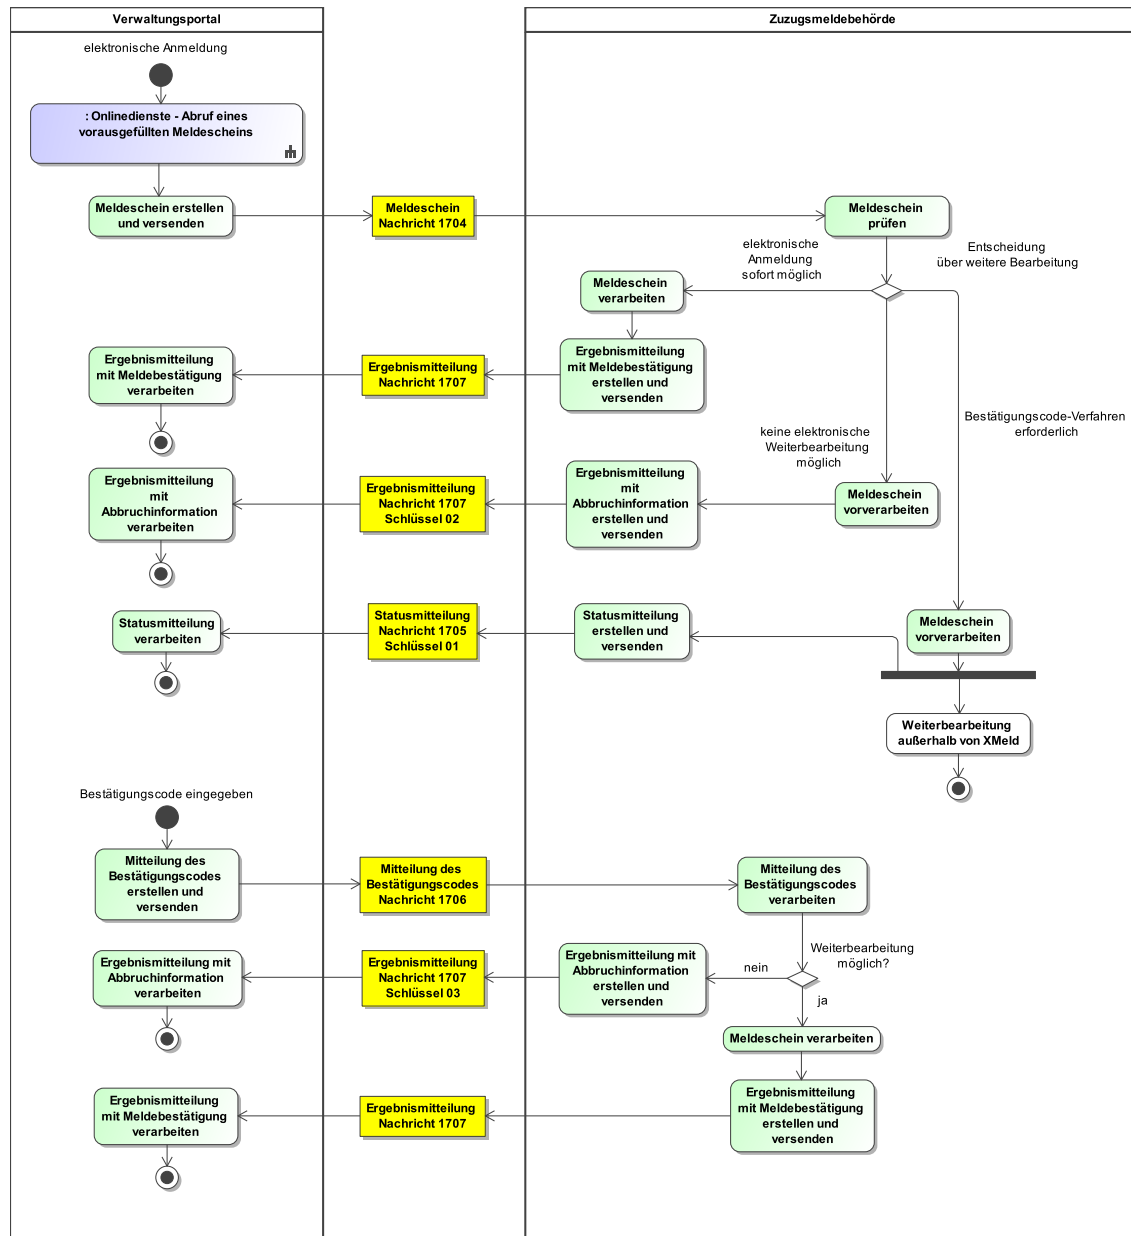 Verwaltungsportal
Zuzugsmeldebehörde
elektronische Anmeldung
: Onlinedienste - Abruf eines
vorausgefüllten Meldescheins
Meldeschein erstellen
und versenden
Meldeschein
Nachricht 1704
Meldeschein
prüfen
elektronische
Anmeldung
sofort möglich
Entscheidung
über weitere Bearbeitung
Meldeschein
verarbeiten
Ergebnismitteilung
mit Meldebestätigung
verarbeiten
Ergebnismitteilung
Nachricht 1707
Ergebnismitteilung
mit Meldebestätigung
erstellen und
versenden
Bestätigungscode-Verfahren
erforderlich
keine elektronische
Weiterbearbeitung
möglich
Ergebnismitteilung
mit
Abbruchinformation
verarbeiten
Ergebnismitteilung
Nachricht 1707
Schlüssel 02
Ergebnismitteilung
mit
Abbruchinformation
erstellen und
versenden
Meldeschein
vorverarbeiten
Statusmitteilung
verarbeiten
Statusmitteilung
Nachricht 1705
Schlüssel 01
Statusmitteilung
erstellen und
versenden
Meldeschein
vorverarbeiten
Weiterbearbeitung
außerhalb von XMeld
Bestätigungscode eingegeben
Mitteilung des
Bestätigungscodes
erstellen und
versenden
Mitteilung des
Bestätigungscodes
Nachricht 1706
Mitteilung des
Bestätigungscodes
verarbeiten
Weiterbearbeitung
möglich?
Ergebnismitteilung mit
Abbruchinformation
verarbeiten
Ergebnismitteilung
Nachricht 1707
Schlüssel 03
Ergebnismitteilung mit
Abbruchinformation
erstellen und
versenden
nein
ja
Meldeschein verarbeiten
Ergebnismitteilung
mit Meldebestätigung
verarbeiten
Ergebnismitteilung
Nachricht 1707
Ergebnismitteilung
mit Meldebestätigung
erstellen und
versenden